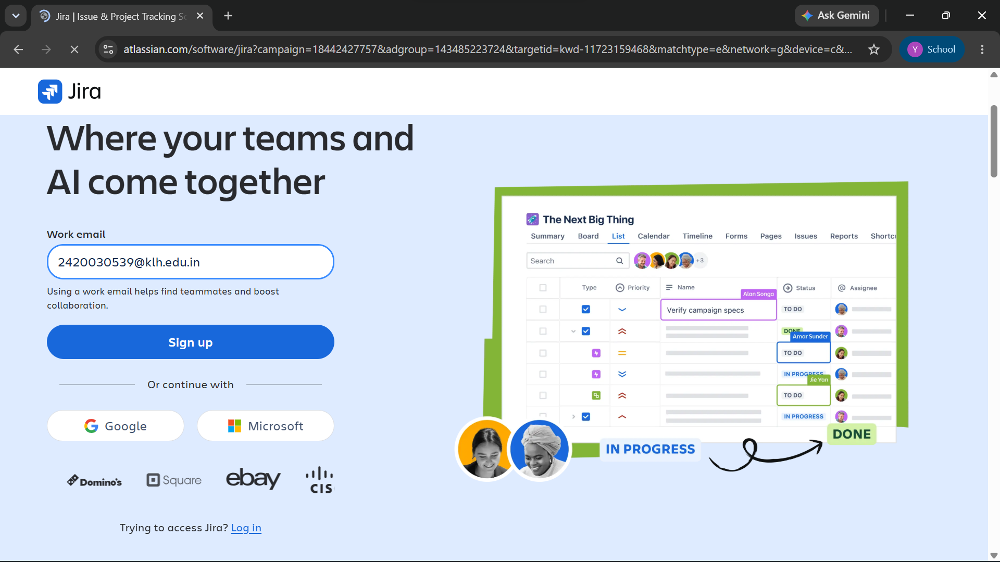 Jira | Issue & Project Tracking So
Ask Gemini
atlassian.com/software/jira?campaign=18442427757&adgroup=143485223724&targetid=kwd-11723159468&matchtype=e&network=g&device=c&...
Y School
Jira
Where your teams and
AI come together
Work email
2420030539@klh.edu.in
Using a work email helps find teammates and boost
collaboration.
Sign up
Or continue with
Google
Microsoft
Domino's
Square
ebay
cis
Trying to access Jira? Log in
The Next Big Thing
Summary Board List Calendar Timeline Forms Pages Issues Reports Shortcu
Search
+3
Type Priority Name Status Assignee
Alan Songa
Verify campaign specs
TO DO
DONE
Amar Sunder
TO DO
IN PROGRESS
Jie Yan
TO DO
IN PROGRESS
DONE
IN PROGRESS